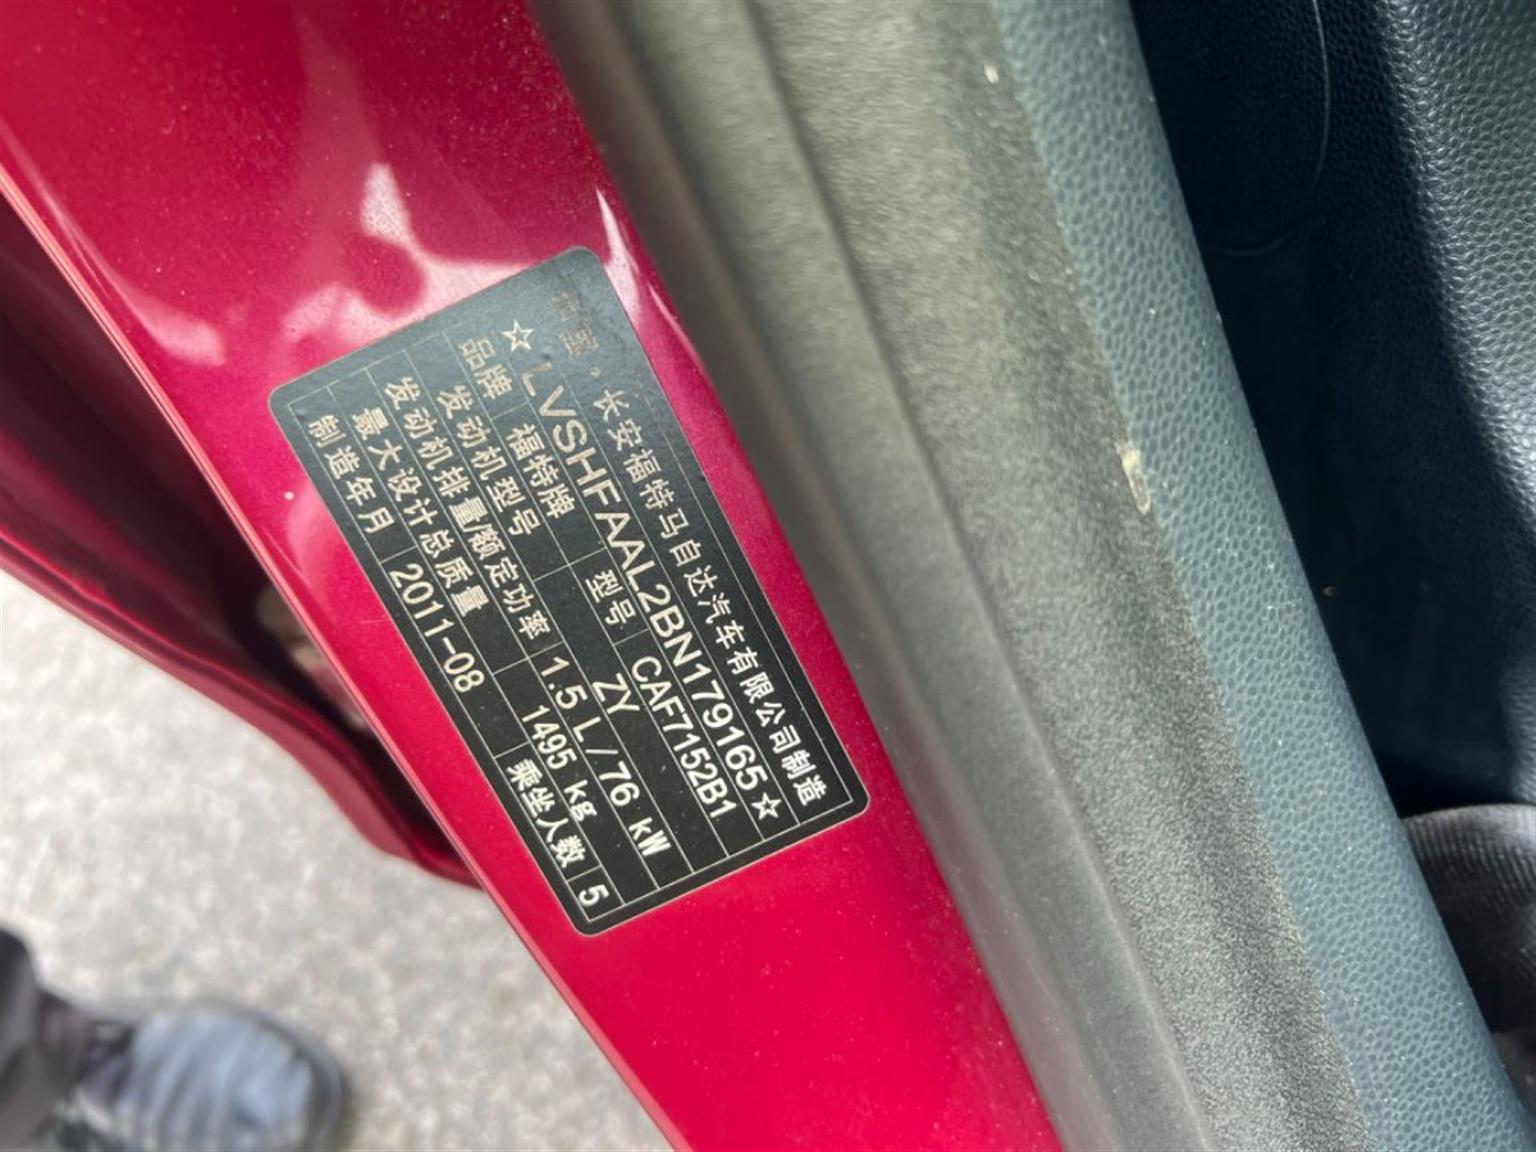 中国·长安福特马自达汽车有限公司制造
☆LVSHFAAL2BN179165☆
品牌 福特牌 型号 CAF7152B1
发动机型号 ZY
发动机排量/额定功率 1.5 L/76 kW
最大设计总质量 1495 kg
制造年月 2011-08 乘坐人数 5